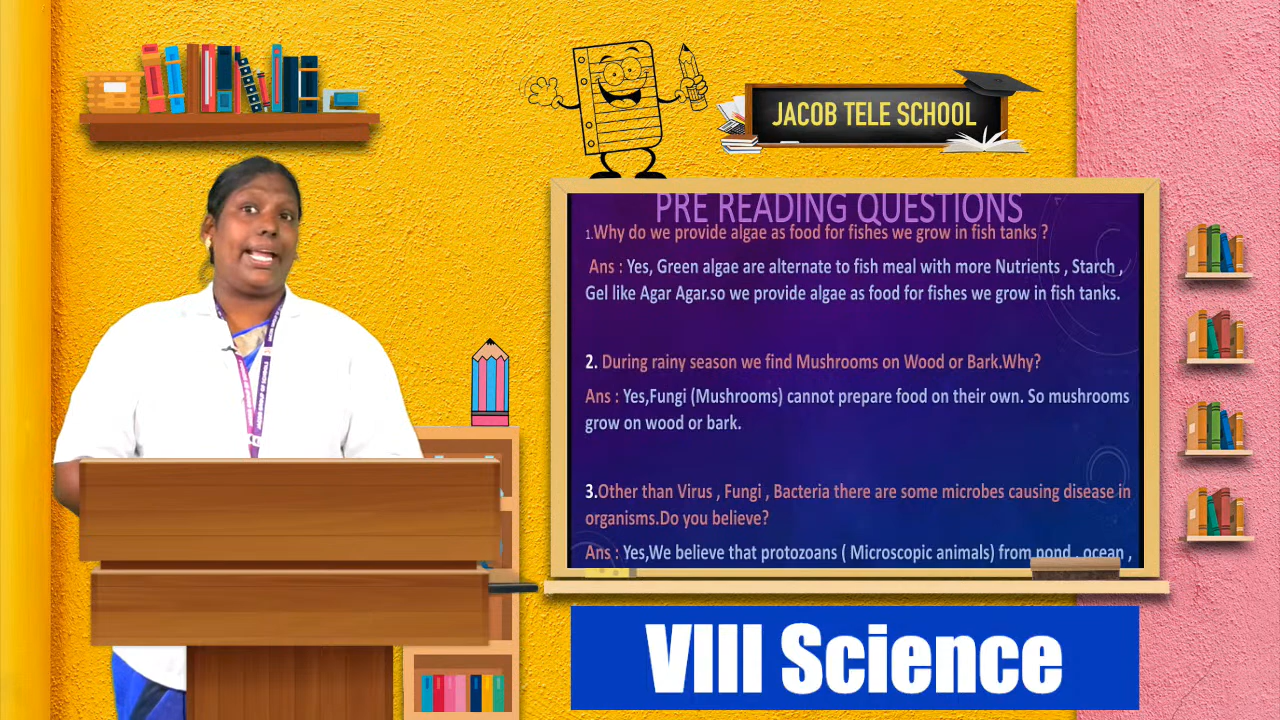 JACOB TELE SCHOOL
PRE READING QUESTIONS
1.Why do we provide algae as food for fishes we grow in fish tanks ?
Ans : Yes, Green algae are alternate to fish meal with more Nutrients , Starch ,
Gel like Agar Agar.so we provide algae as food for fishes we grow in fish tanks.
2. During rainy season we find Mushrooms on Wood or Bark.Why?
Ans : Yes,Fungi (Mushrooms) cannot prepare food on their own. So mushrooms
grow on wood or bark.
3.Other than Virus , Fungi , Bacteria there are some microbes causing disease in
organisms.Do you believe?
Ans : Yes,We believe that protozoans ( Microscopic animals) from pond , ocean ,
VIII Science